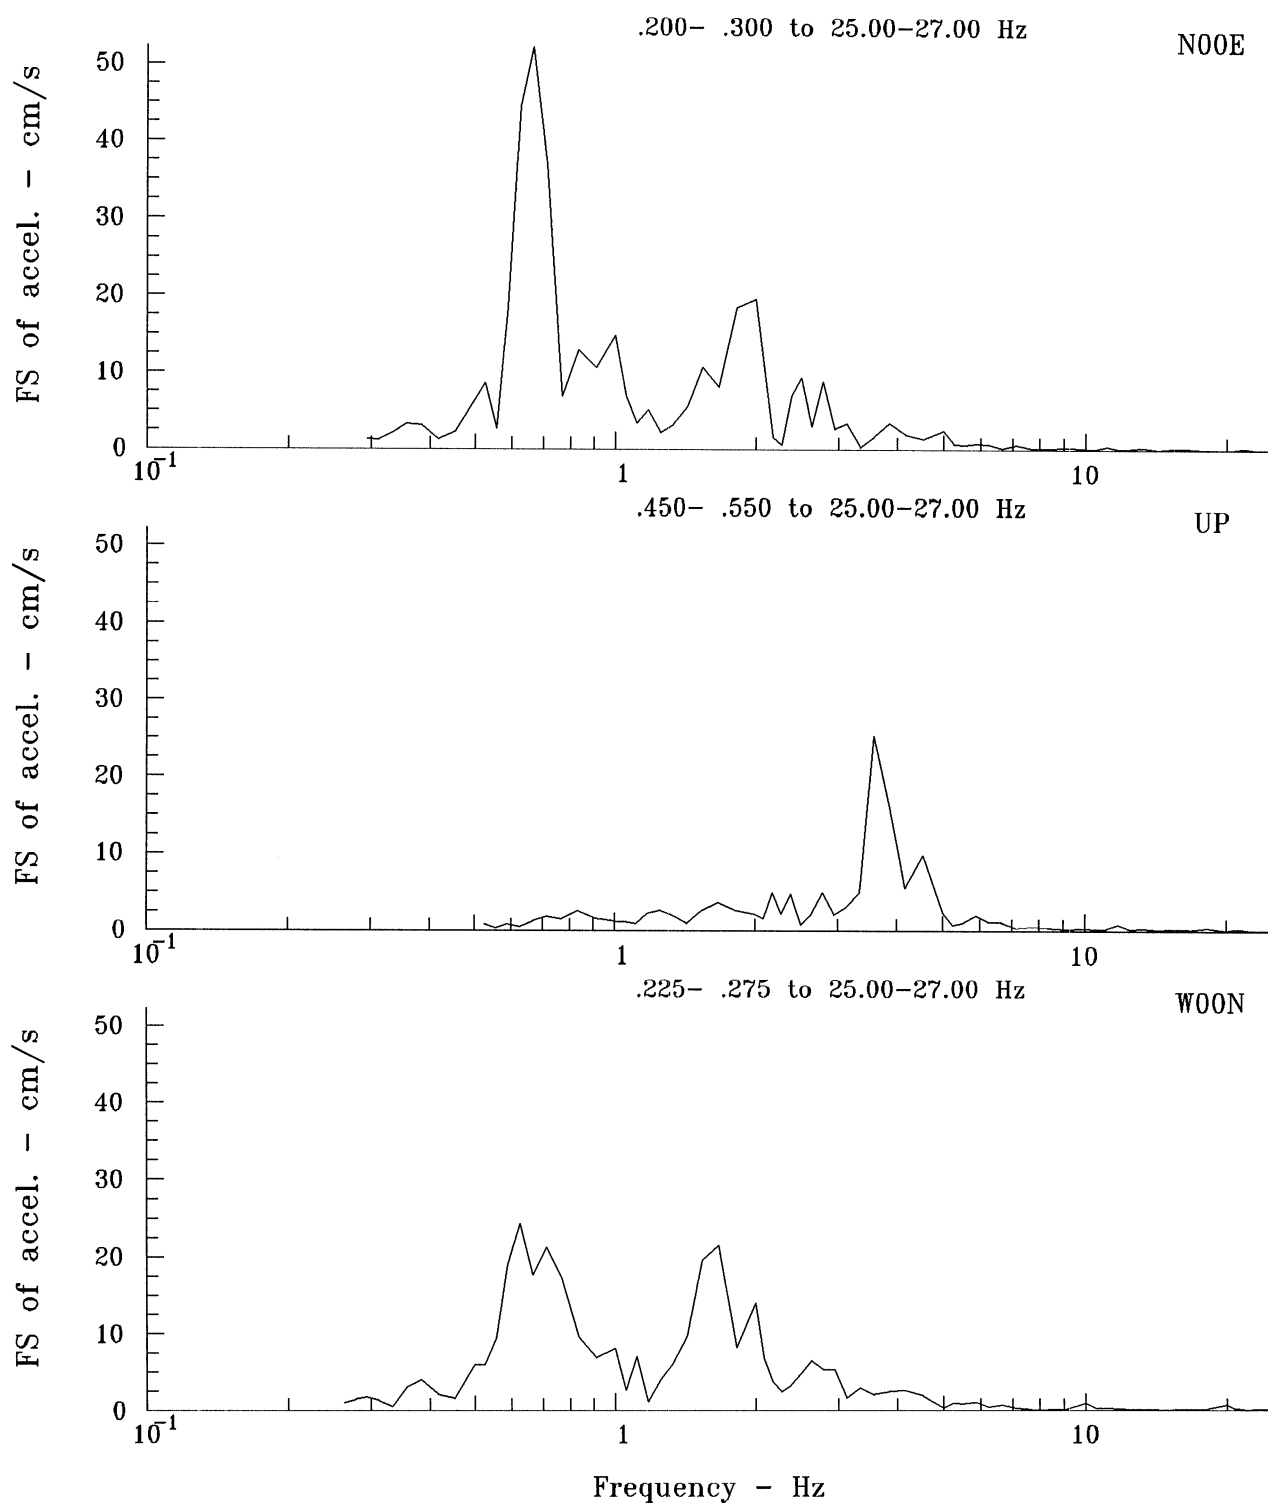 .200- .300 to 25.00-27.00 Hz
N00E
FS of accel. - cm/s
50
40
30
20
10
0
10-1
1
10
.450- .550 to 25.00-27.00 Hz
UP
FS of accel. - cm/s
50
40
30
20
10
0
10-1
1
10
.225- .275 to 25.00-27.00 Hz
W00N
FS of accel. - cm/s
50
40
30
20
10
0
10-1
1
10
Frequency - Hz